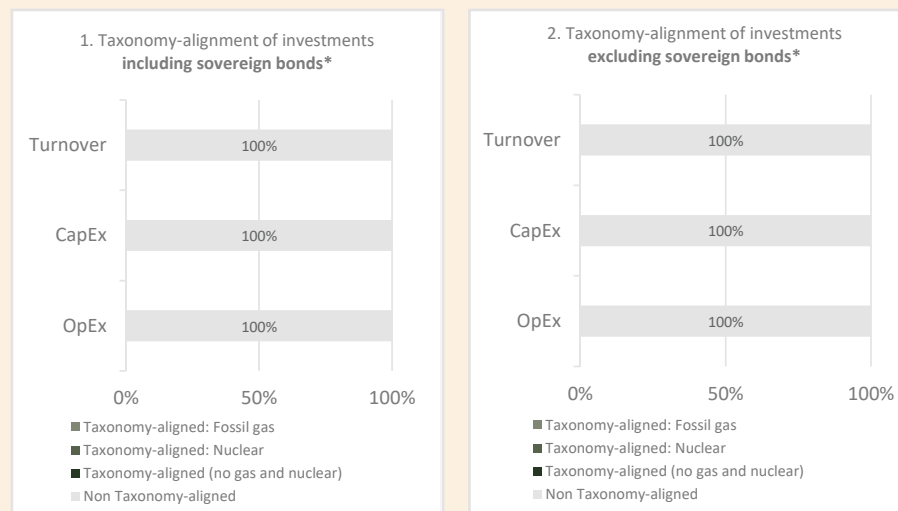 1. Taxonomy-alignment of investments
including sovereign bonds*
Turnover
100%
CapEx
100%
OpEx
100%
0%
50%
100%
Taxonomy-aligned: Fossil gas
Taxonomy-aligned: Nuclear
Taxonomy-aligned (no gas and nuclear)
Non Taxonomy-aligned
2. Taxonomy-alignment of investments
excluding sovereign bonds*
Turnover
100%
CapEx
100%
OpEx
100%
0%
50%
100%
Taxonomy-aligned: Fossil gas
Taxonomy-aligned: Nuclear
Taxonomy-aligned (no gas and nuclear)
Non Taxonomy-aligned